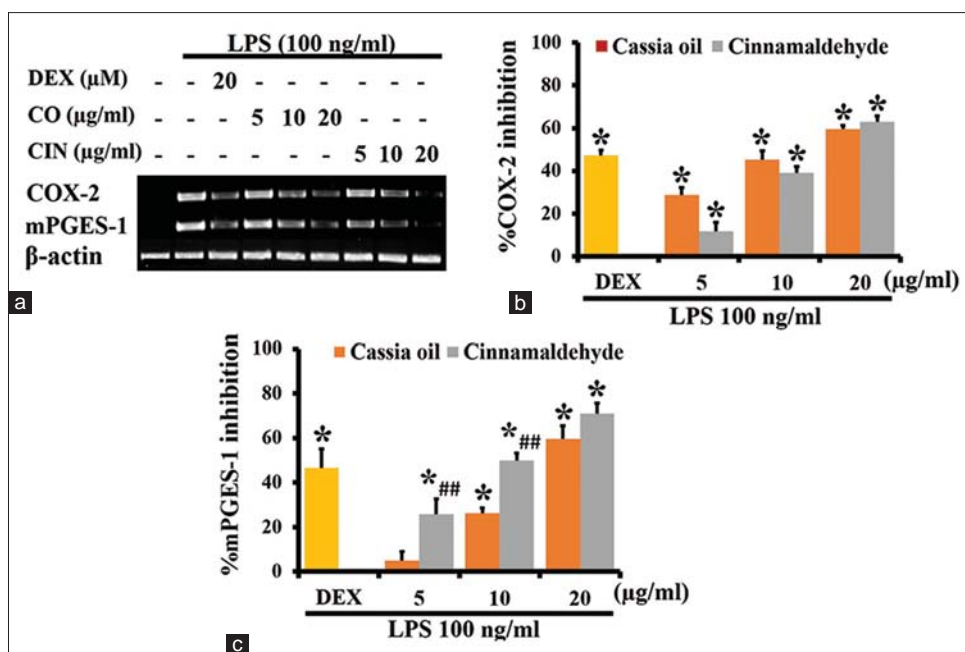 LPS (100 ng/ml)
DEX (µM) - - 20 - - - - - -
CO (µg/ml) - - - 5 10 20 - - -
CIN (µg/ml) - - - - - - 5 10 20
COX-2
mPGES-1
β-actin
a
100
80
60
40
20
0
%COX-2 inhibition
Cassia oil Cinnamaldehyde
* * * * * * *
DEX 5 10 20 (µg/ml)
LPS 100 ng/ml
b
100
80
60
40
20
0
%mPGES-1 inhibition
Cassia oil Cinnamaldehyde
* *## * *## * *
DEX 5 10 20 (µg/ml)
LPS 100 ng/ml
c